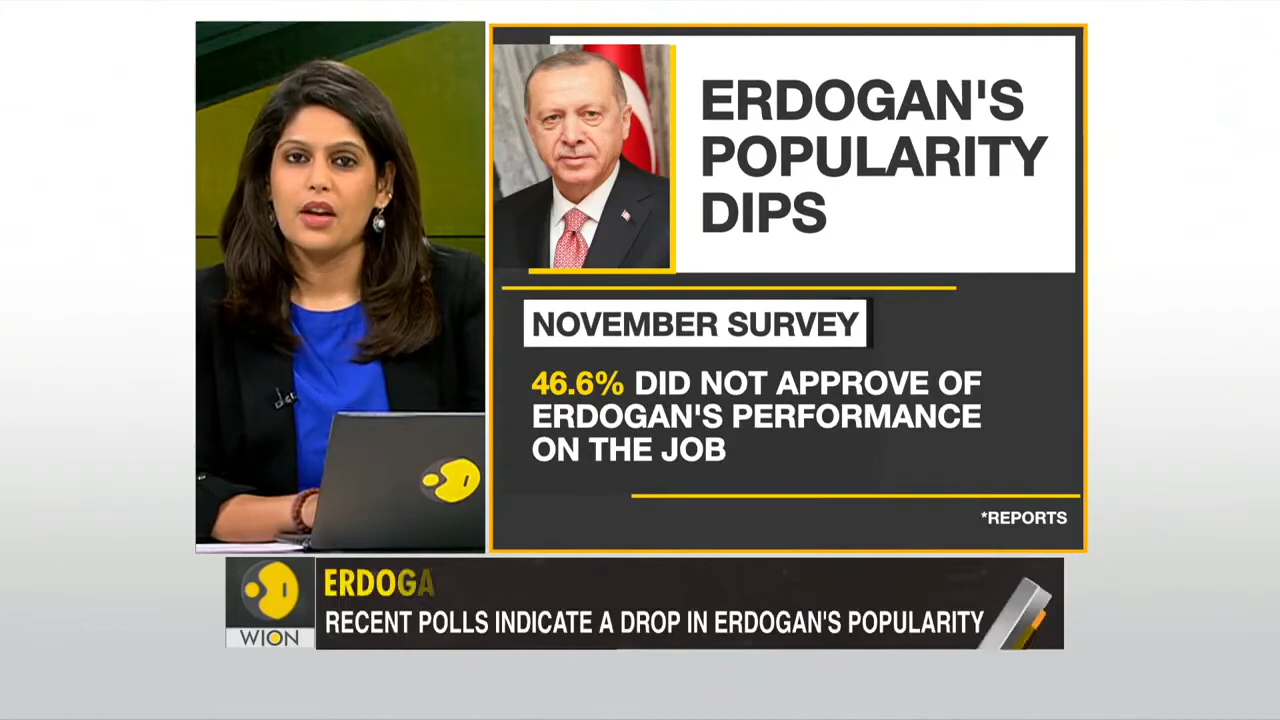 ERDOGAN'S
POPULARITY
DIPS
NOVEMBER SURVEY
46.6% DID NOT APPROVE OF
ERDOGAN'S PERFORMANCE
ON THE JOB
*REPORTS
ERDOGA
RECENT POLLS INDICATE A DROP IN ERDOGAN'S POPULARITY
WION